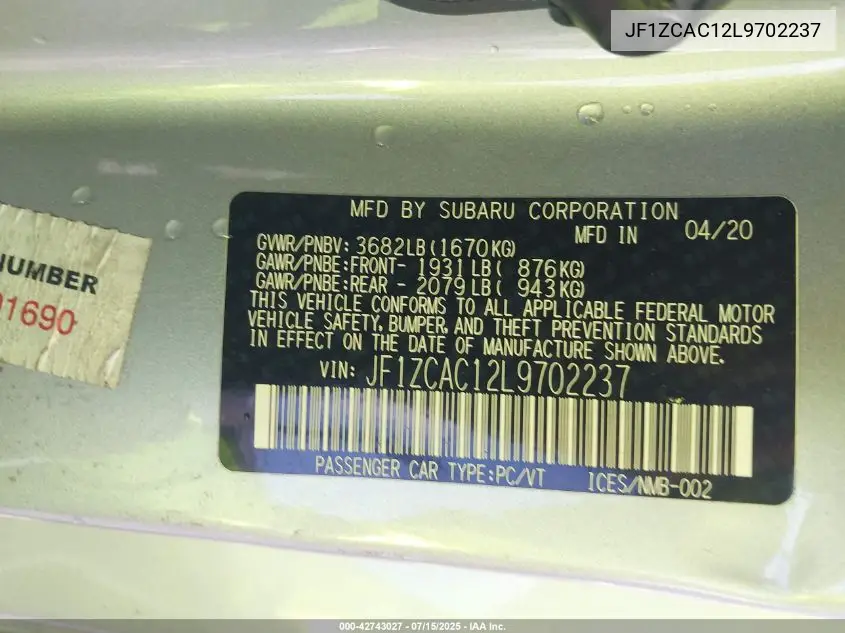 JF1ZCAC12L9702237
MFD BY SUBARU CORPORATION
MFD IN 04/20
GVWR/PNBV: 3682LB(1670KG)
GAWR/PNBE:FRONT- 1931LB( 876KG)
GAWR/PNBE:REAR - 2079LB( 943KG)
THIS VEHICLE CONFORMS TO ALL APPLICABLE FEDERAL MOTOR
VEHICLE SAFETY, BUMPER, AND THEFT PREVENTION STANDARDS
IN EFFECT ON THE DATE OF MANUFACTURE SHOWN ABOVE.
VIN: JF1ZCAC12L9702237
PASSENGER CAR TYPE:PC/VT ICES/NMB-002
NUMBER
1690
000-42743027 - 07/15/2025 - IAA Inc.